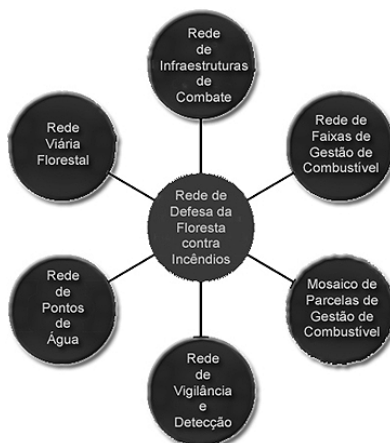 Rede
de
Infraestruturas
de
Combate
Rede
Viária
Florestal
Rede de
Faixas de
Gestão de
Combustível
Rede de
Defesa da
Floresta
contra
Incêndios
Rede
de
Pontos
de
Água
Mosaico de
Parcelas de
Gestão de
Combustível
Rede
de
Vigilância
e
Detecção